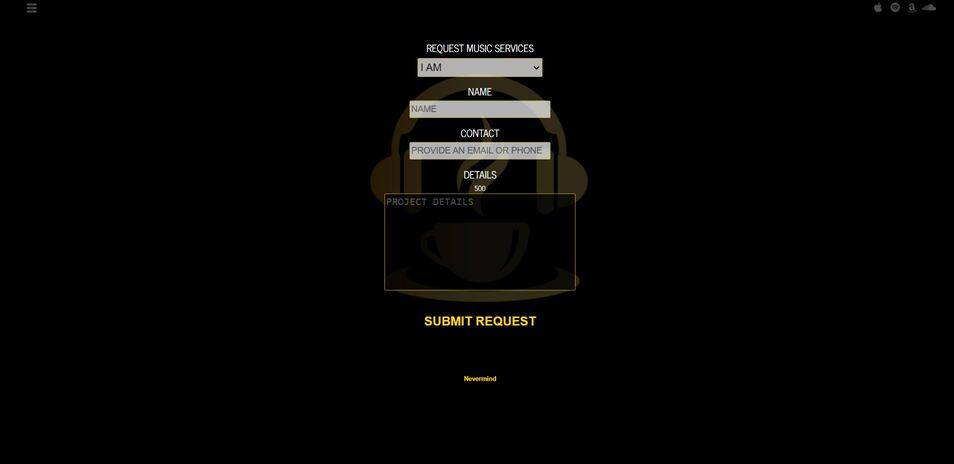 REQUEST MUSIC SERVICES
I AM
NAME
NAME
CONTACT
PROVIDE AN EMAIL OR PHONE
DETAILS
500
PROJECT DETAILS
SUBMIT REQUEST
Nevermind